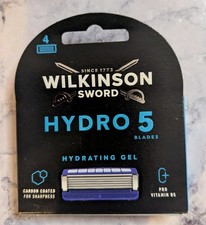 4
SINCE 1772
WILKINSON
SWORD
HYDRO 5
BLADES
HYDRATING GEL
CARBON COATED
FOR SHARPNESS
PRO
VITAMIN B5